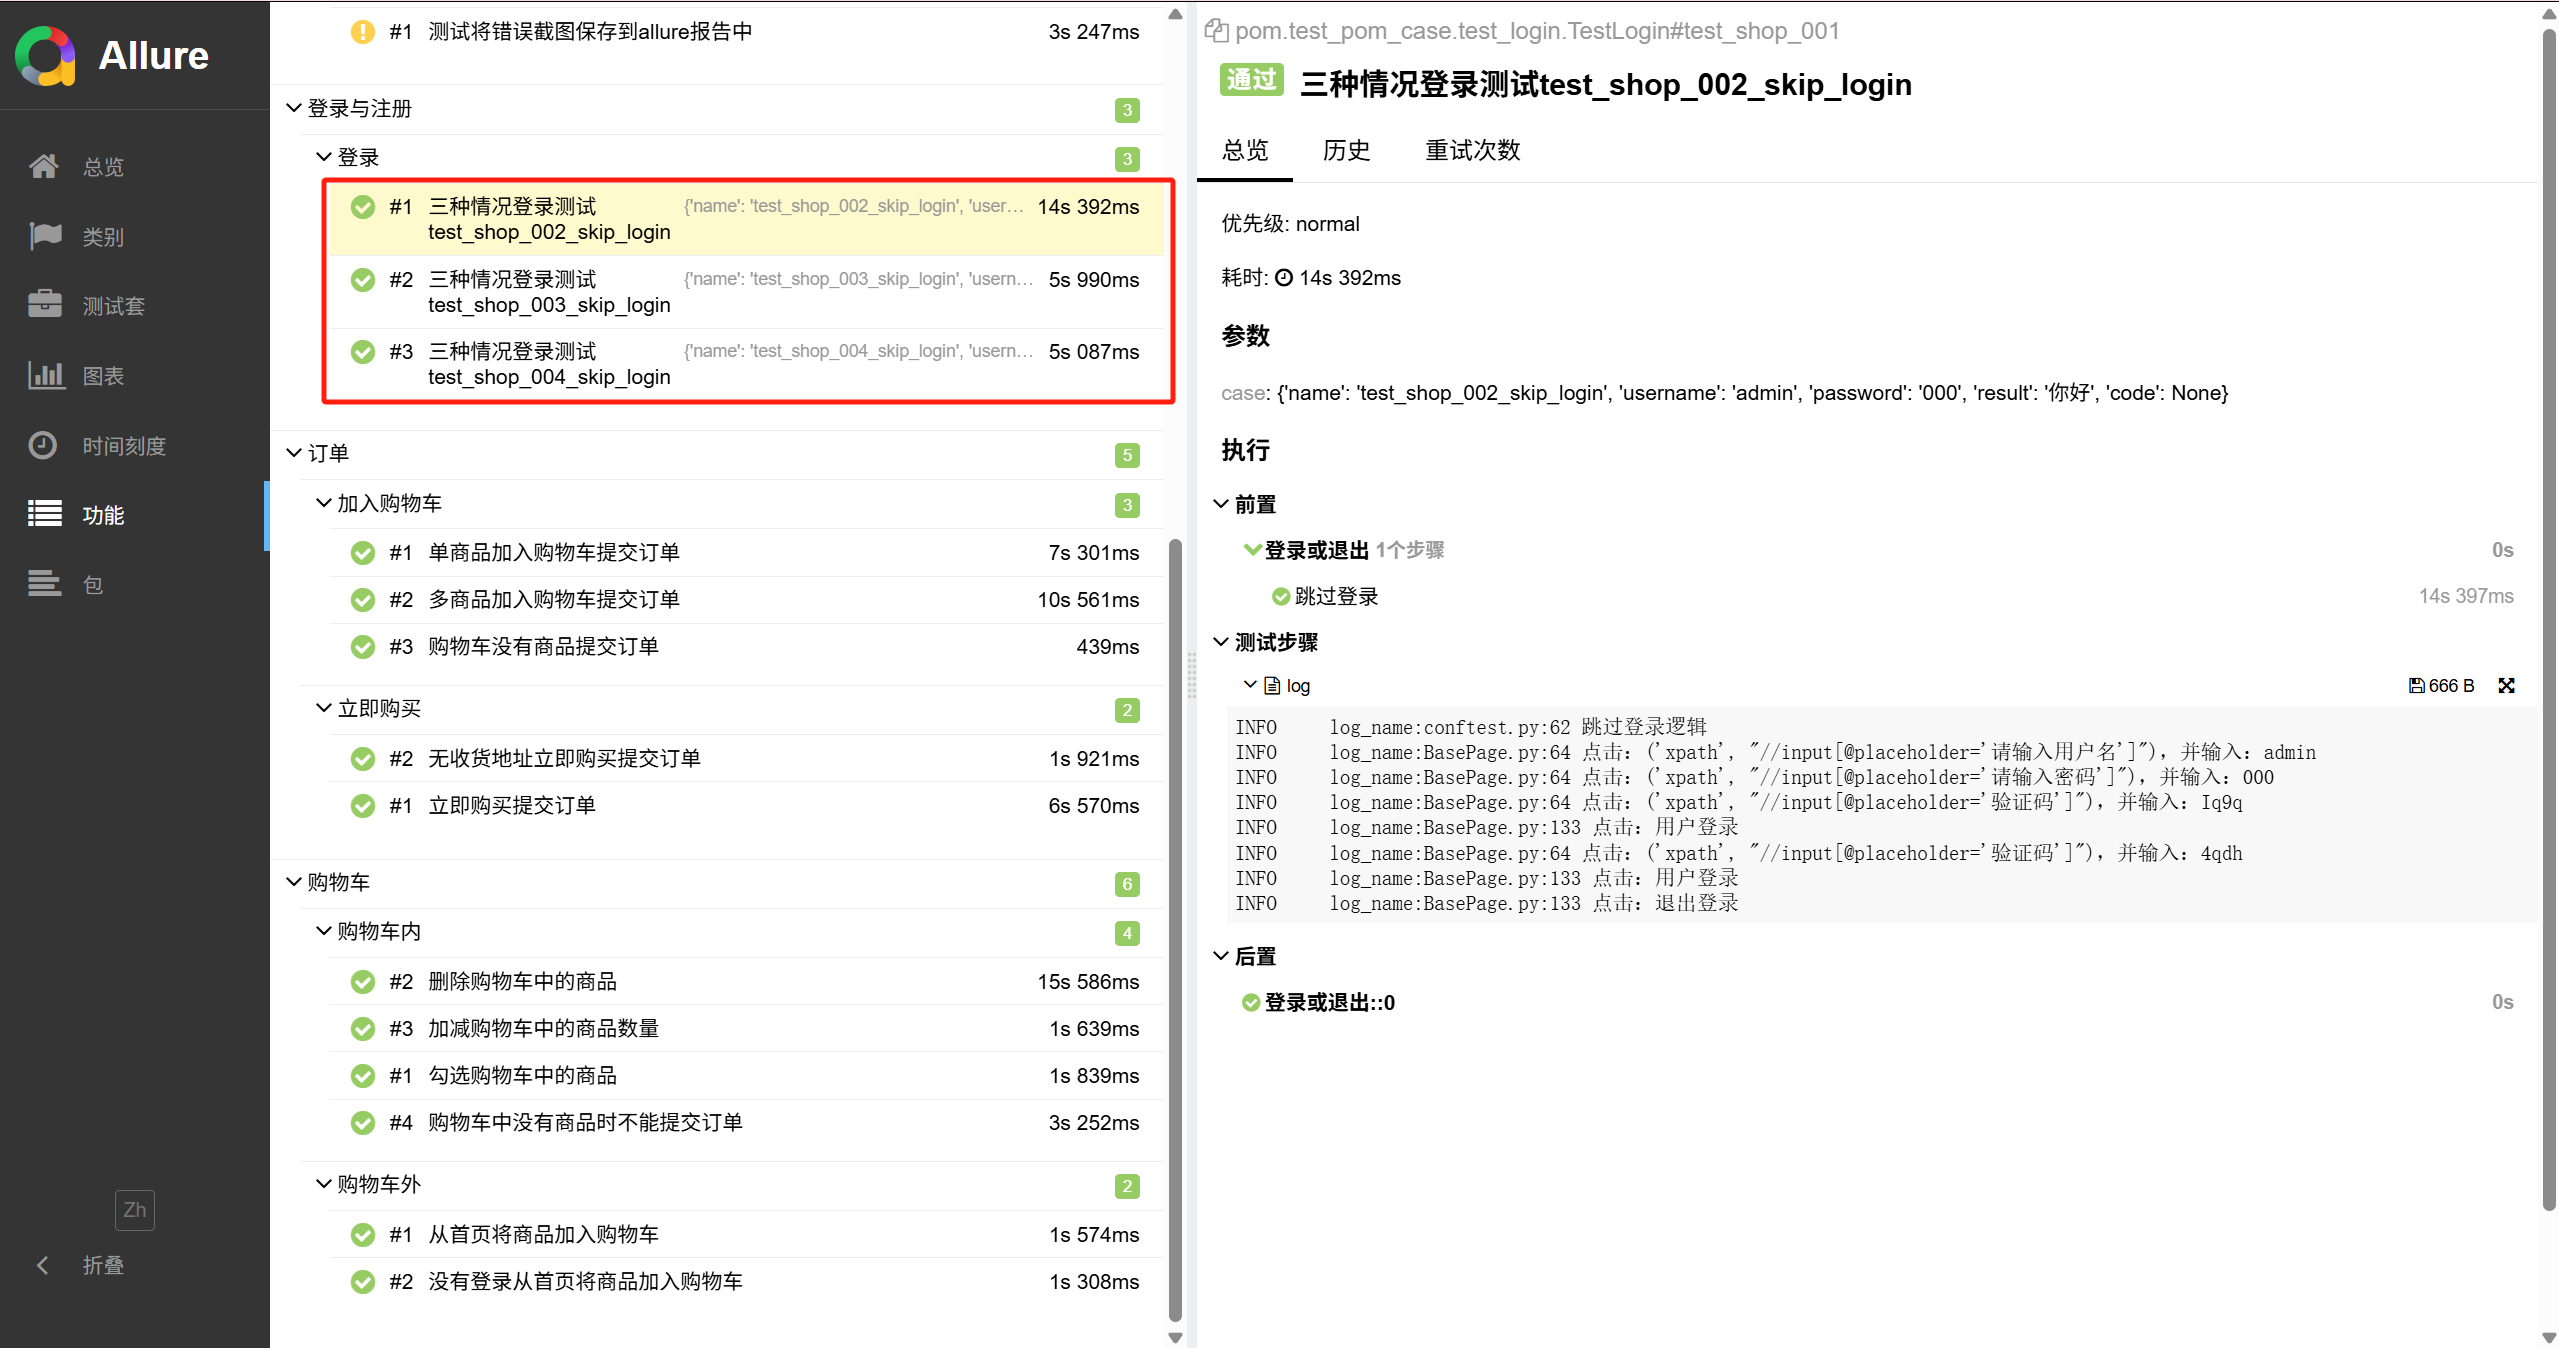 Allure
总览
类别
测试套
图表
时间刻度
功能
包
Zh
折叠
#1 测试将错误截图保存到allure报告中 3s 247ms
登录与注册 3
登录 3
#1 三种情况登录测试 {'name': 'test_shop_002_skip_login', 'user... 14s 392ms
test_shop_002_skip_login
#2 三种情况登录测试 {'name': 'test_shop_003_skip_login', 'usern... 5s 990ms
test_shop_003_skip_login
#3 三种情况登录测试 {'name': 'test_shop_004_skip_login', 'usern... 5s 087ms
test_shop_004_skip_login
订单 5
加入购物车 3
#1 单商品加入购物车提交订单 7s 301ms
#2 多商品加入购物车提交订单 10s 561ms
#3 购物车没有商品提交订单 439ms
立即购买 2
#2 无收货地址立即购买提交订单 1s 921ms
#1 立即购买提交订单 6s 570ms
购物车 6
购物车内 4
#2 删除购物车中的商品 15s 586ms
#3 加减购物车中的商品数量 1s 639ms
#1 勾选购物车中的商品 1s 839ms
#4 购物车中没有商品时不能提交订单 3s 252ms
购物车外 2
#1 从首页将商品加入购物车 1s 574ms
#2 没有登录从首页将商品加入购物车 1s 308ms
pom.test_pom_case.test_login.TestLogin#test_shop_001
通过 三种情况登录测试test_shop_002_skip_login
总览 历史 重试次数
优先级: normal
耗时: 14s 392ms
参数
case: {'name': 'test_shop_002_skip_login', 'username': 'admin', 'password': '000', 'result': '你好', 'code': None}
执行
前置
登录或退出 1个步骤 0s
跳过登录 14s 397ms
测试步骤
log 666 B
INFO log_name:conftest.py:62 跳过登录逻辑
INFO log_name:BasePage.py:64 点击：('xpath', "//input[@placeholder='请输入用户名']")，并输入：admin
INFO log_name:BasePage.py:64 点击：('xpath', "//input[@placeholder='请输入密码']")，并输入：000
INFO log_name:BasePage.py:64 点击：('xpath', "//input[@placeholder='验证码']")，并输入：Iq9q
INFO log_name:BasePage.py:133 点击：用户登录
INFO log_name:BasePage.py:64 点击：('xpath', "//input[@placeholder='验证码']")，并输入：4qdh
INFO log_name:BasePage.py:133 点击：用户登录
INFO log_name:BasePage.py:133 点击：退出登录
后置
登录或退出::0 0s